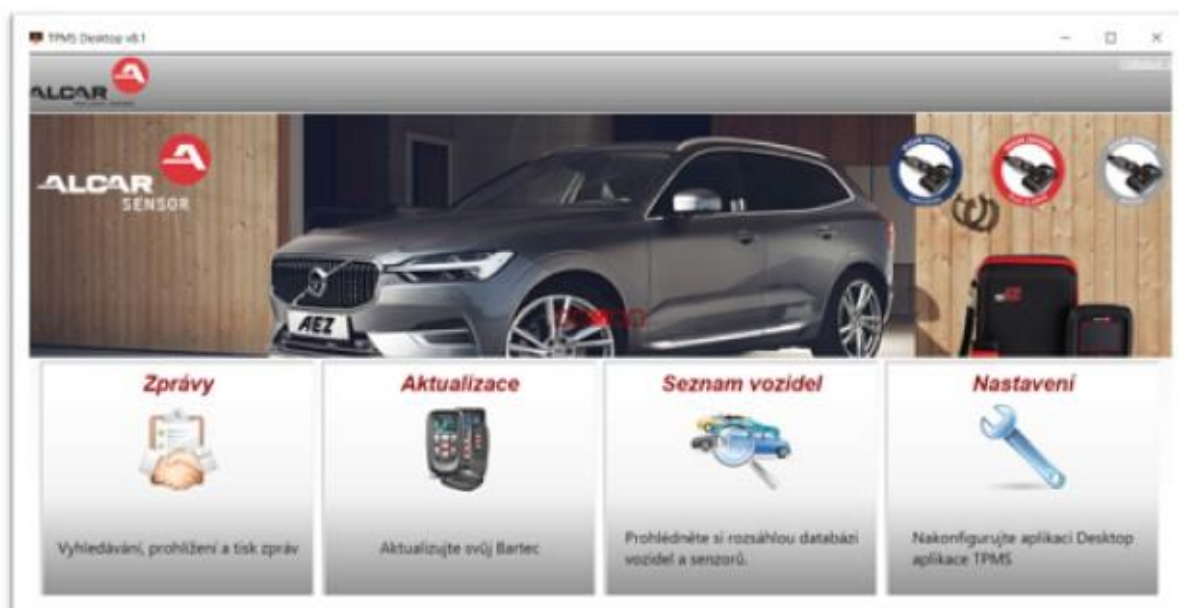 TPMS Desktop v8.1
ALCAR
ALCAR
SENSOR
AEZ
Zprávy
Aktualizace
Seznam vozidel
Nastavení
Vyhledávání, prohlížení a tisk zpráv
Aktualizujte svůj Bartec
Prohlédněte si rozsáhlou databázi
vozidel a senzorů.
Nakonfigurujte aplikaci Desktop
aplikace TPMS